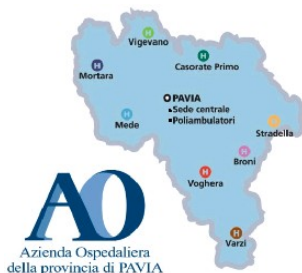 H
Vigevano
H
Casorate Primo
H
Mortara
PAVIA
Sede centrale
Poliambulatori
H
Mede
H
Stradella
H
Broni
H
Voghera
H
Varzi
AO
Azienda Ospedaliera
della provincia di PAVIA